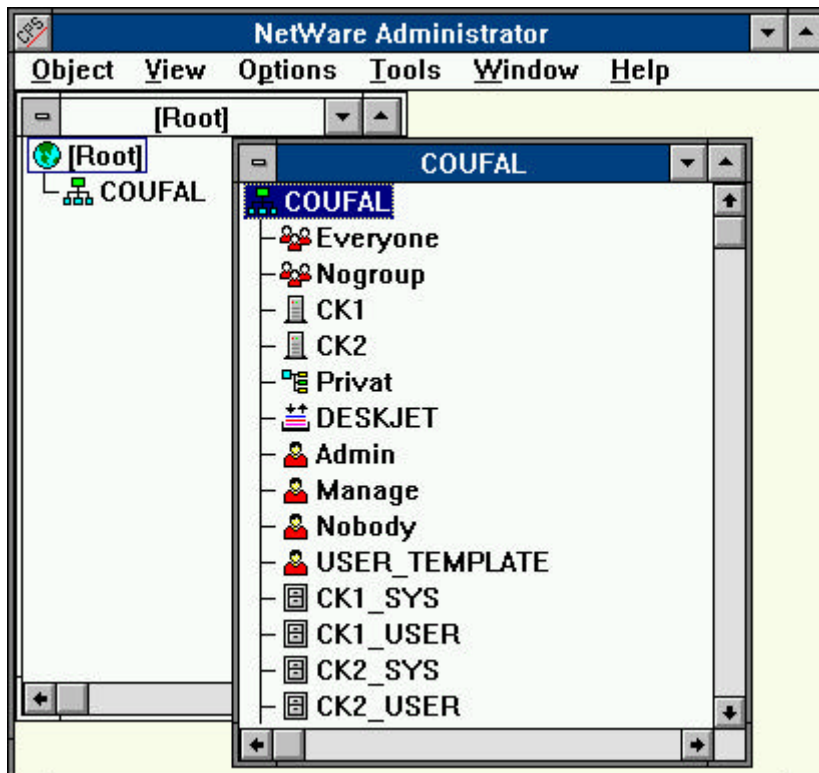 CPS
NetWare Administrator
Object View Options Tools Window Help
[Root]
[Root]
COUFAL
COUFAL
COUFAL
Everyone
Nogroup
CK1
CK2
Privat
DESKJET
Admin
Manage
Nobody
USER_TEMPLATE
CK1_SYS
CK1_USER
CK2_SYS
CK2_USER